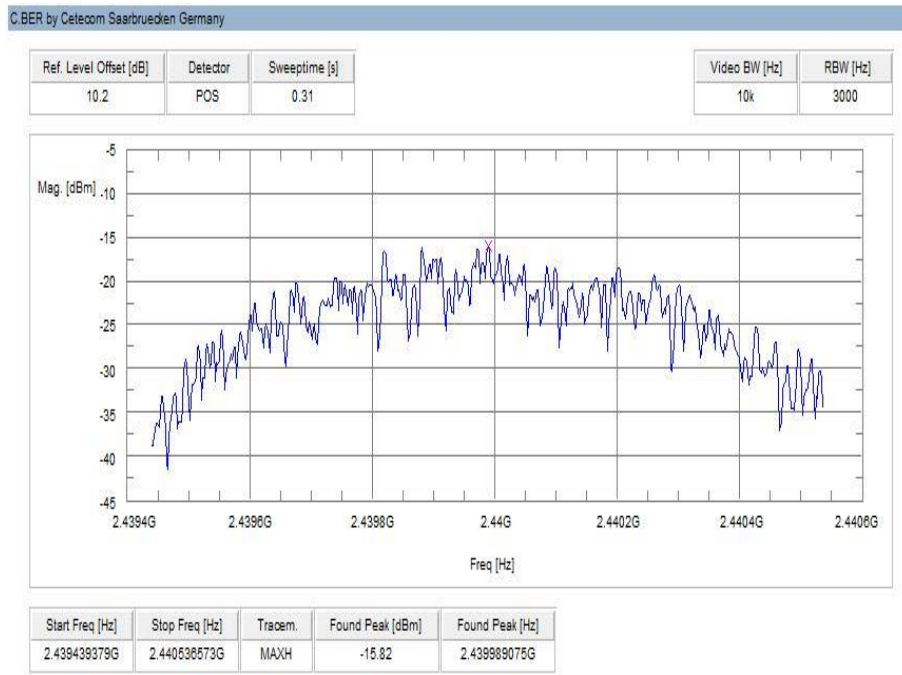 C.BER by Cetecom Saarbruecken Germany
Ref. Level Offset [dB] Detector Sweeptime [s] Video BW [Hz] RBW [Hz]
10.2 POS 0.31 10k 3000
-5
Mag. [dBm] -10
-15
-20
-25
-30
-35
-40
-45
2.4394G 2.4396G 2.4398G 2.44G 2.4402G 2.4404G 2.4406G
Freq [Hz]
Start Freq [Hz] Stop Freq [Hz] Tracem. Found Peak [dBm] Found Peak [Hz]
2.439439379G 2.440536573G MAXH -15.82 2.439989075G